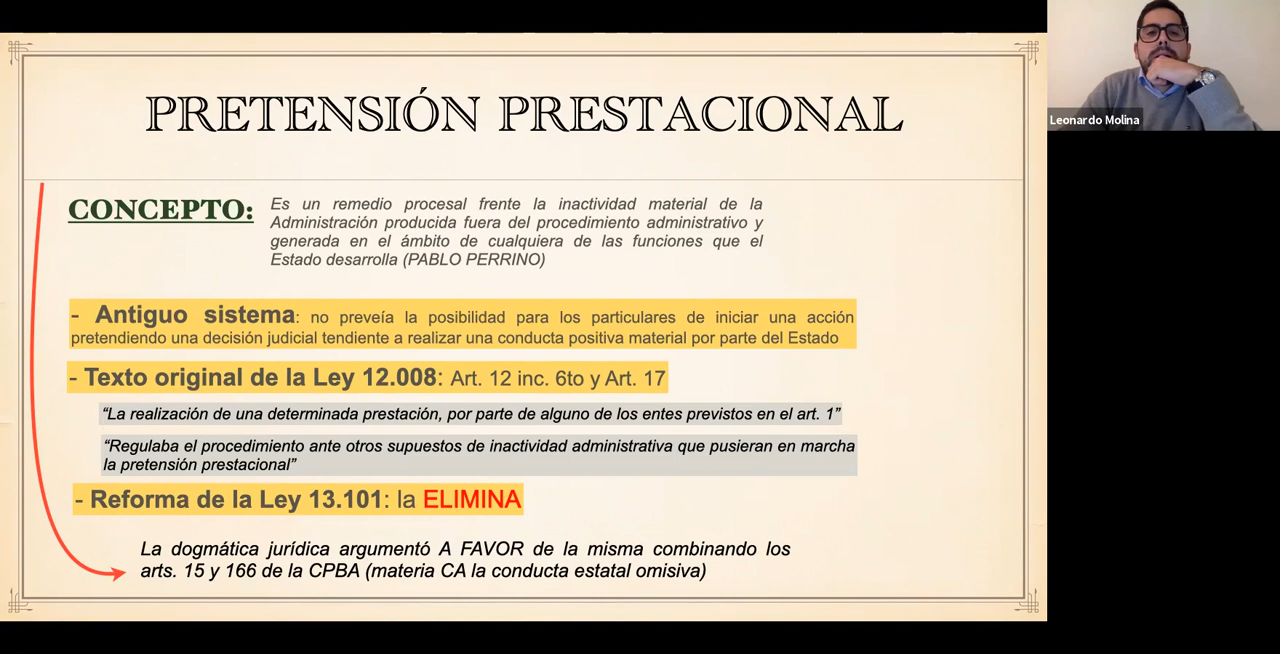 PRETENSIÓN PRESTACIONAL
CONCEPTO:
Es un remedio procesal frente la inactividad material de la
Administración producida fuera del procedimiento administrativo y
generada en el ámbito de cualquiera de las funciones que el
Estado desarrolla (PABLO PERRINO)
- Antiguo sistema: no preveía la posibilidad para los particulares de iniciar una acción
pretendiendo una decisión judicial tendiente a realizar una conducta positiva material por parte del Estado
- Texto original de la Ley 12.008: Art. 12 inc. 6to y Art. 17
“La realización de una determinada prestación, por parte de alguno de los entes previstos en el art. 1”
“Regulaba el procedimiento ante otros supuestos de inactividad administrativa que pusieran en marcha
la pretensión prestacional”
- Reforma de la Ley 13.101: la ELIMINA
La dogmática jurídica argumentó A FAVOR de la misma combinando los
arts. 15 y 166 de la CPBA (materia CA la conducta estatal omisiva)
Leonardo Molina